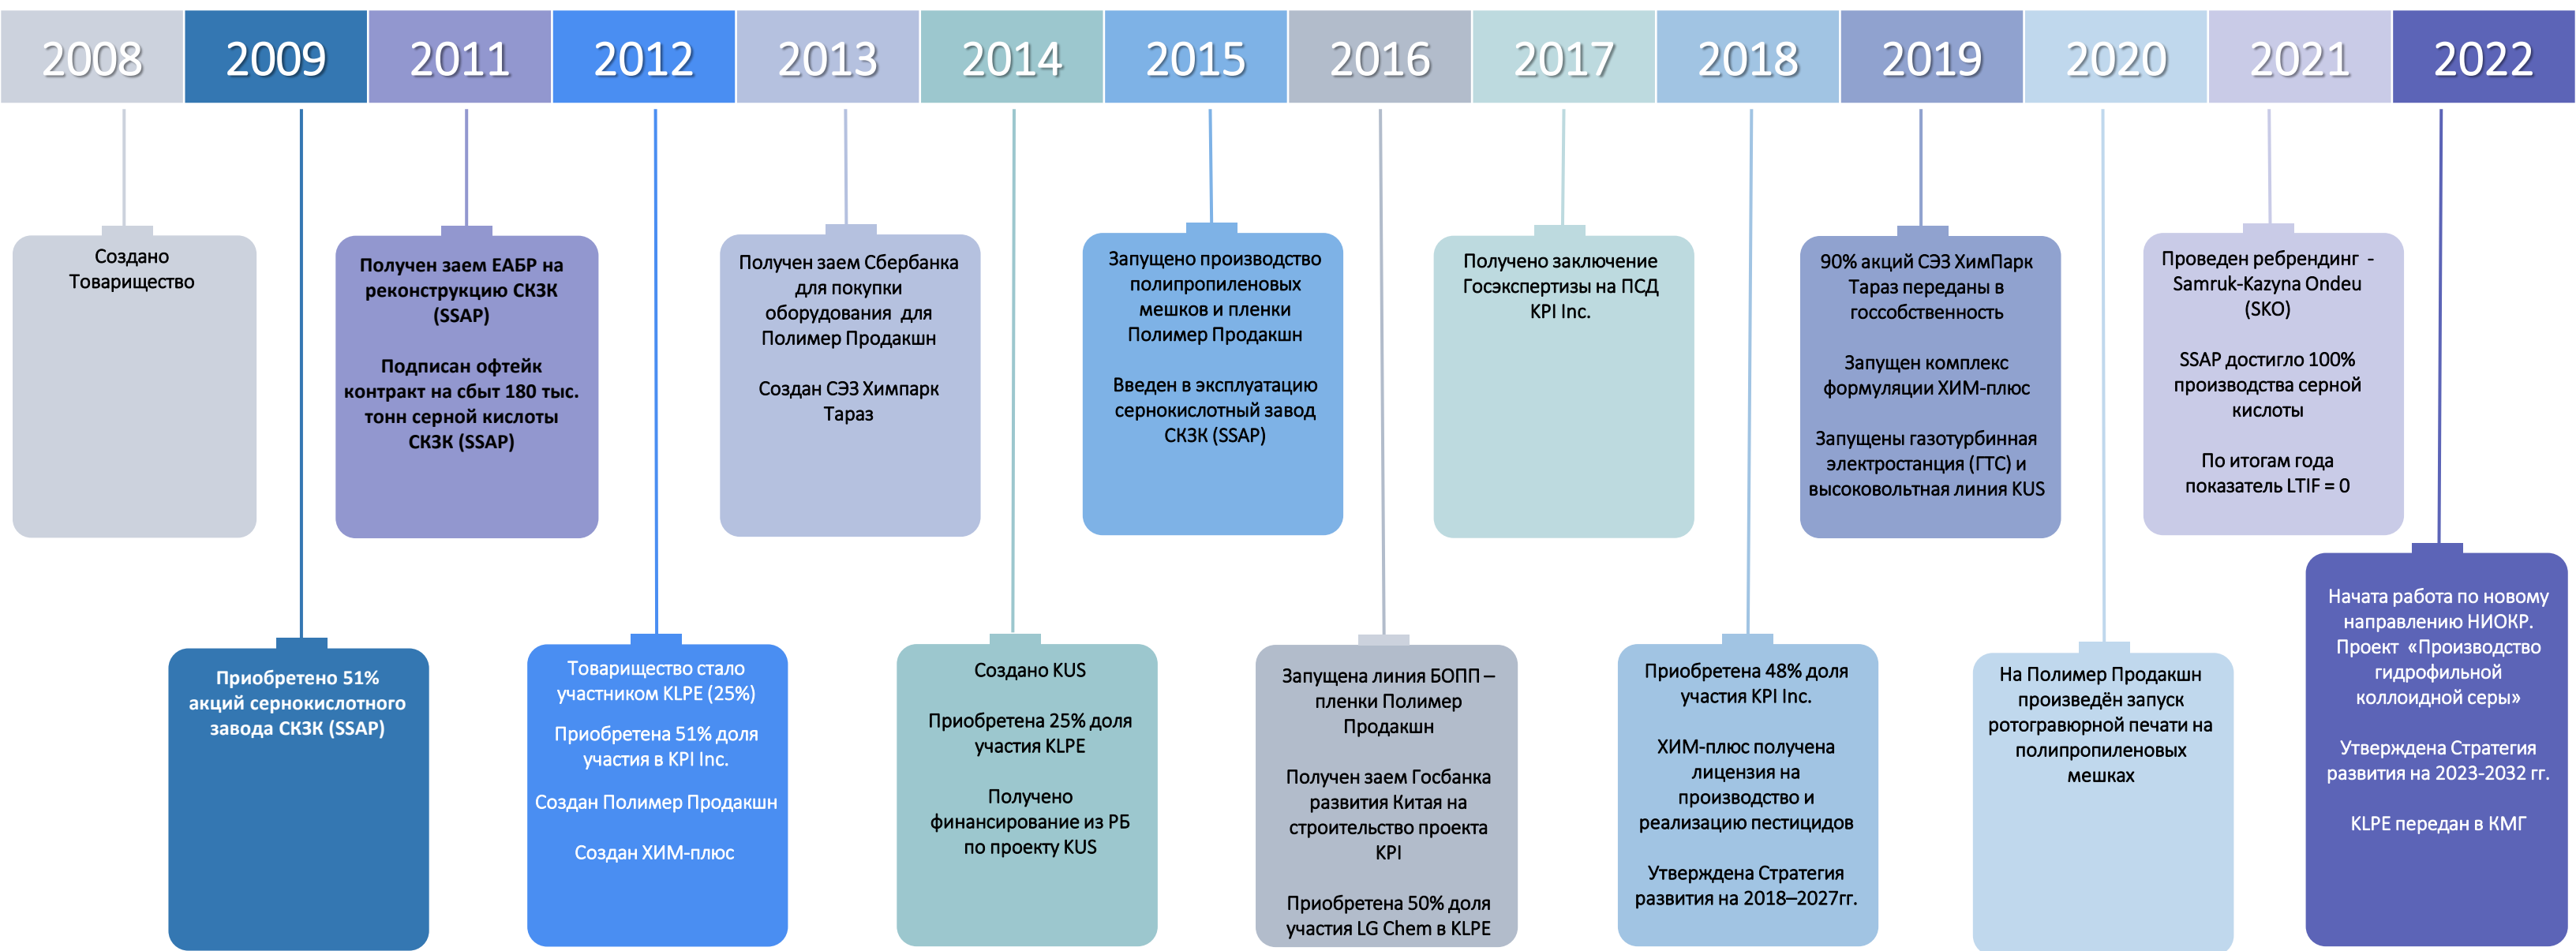 2008
2009
2011
2012
2013
2014
2015
2016
2017
2018
2019
2020
2021
2022
Создано
Товарищество
Приобретено 51%
акций сернокислотного
завода СКЗК (SSAP)
Получен заем ЕАБР на
реконструкцию СКЗК
(SSAP)
Подписан офтейк
контракт на сбыт 180 тыс.
тонн серной кислоты
СКЗК (SSAP)
Товарищество стало
участником KLPE (25%)
Приобретена 51% доля
участия в KPI Inc.
Создан Полимер Продакшн
Создан ХИМ-плюс
Получен заем Сбербанка
для покупки
оборудования для
Полимер Продакшн
Создан СЭЗ Химпарк
Тараз
Создано KUS
Приобретена 25% доля
участия KLPE
Получено
финансирование из РБ
по проекту KUS
Запущено производство
полипропиленовых
мешков и пленки
Полимер Продакшн
Введен в эксплуатацию
сернокислотный завод
СКЗК (SSAP)
Запущена линия БОПП –
пленки Полимер
Продакшн
Получен заем Госбанка
развития Китая на
строительство проекта
KPI
Приобретена 50% доля
участия LG Chem в KLPE
Получено заключение
Госэкспертизы на ПСД
KPI Inc.
Приобретена 48% доля
участия KPI Inc.
ХИМ-плюс получена
лицензия на
производство и
реализацию пестицидов
Утверждена Стратегия
развития на 2018–2027гг.
90% акций СЭЗ ХимПарк
Тараз переданы в
госсобственность
Запущен комплекс
формуляции ХИМ-плюс
Запущены газотурбинная
электростанция (ГТС) и
высоковольтная линия KUS
На Полимер Продакшн
произведён запуск
ротогравюрной печати на
полипропиленовых
мешках
Проведен ребрендинг -
Samruk-Kazyna Ondeu
(SKO)
SSAP достигло 100%
производства серной
кислоты
По итогам года
показатель LTIF = 0
Начата работа по новому
направлению НИОКР.
Проект «Производство
гидрофильной
коллоидной серы»
Утверждена Стратегия
развития на 2023-2032 гг.
KLPE передан в КМГ